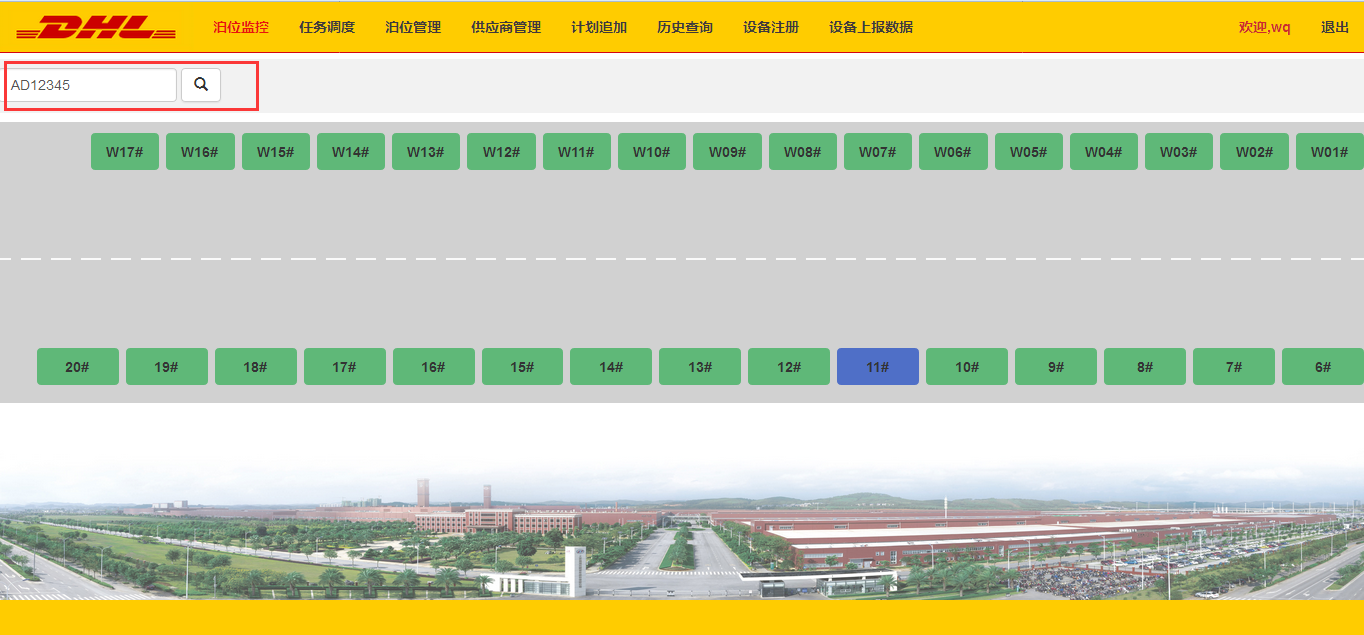 DHL 泊位监控 任务调度 泊位管理 供应商管理 计划追加 历史查询 设备注册 设备上报数据 欢迎,wq 退出
AD12345
W17# W16# W15# W14# W13# W12# W11# W10# W09# W08# W07# W06# W05# W04# W03# W02# W01#
20# 19# 18# 17# 16# 15# 14# 13# 12# 11# 10# 9# 8# 7# 6#